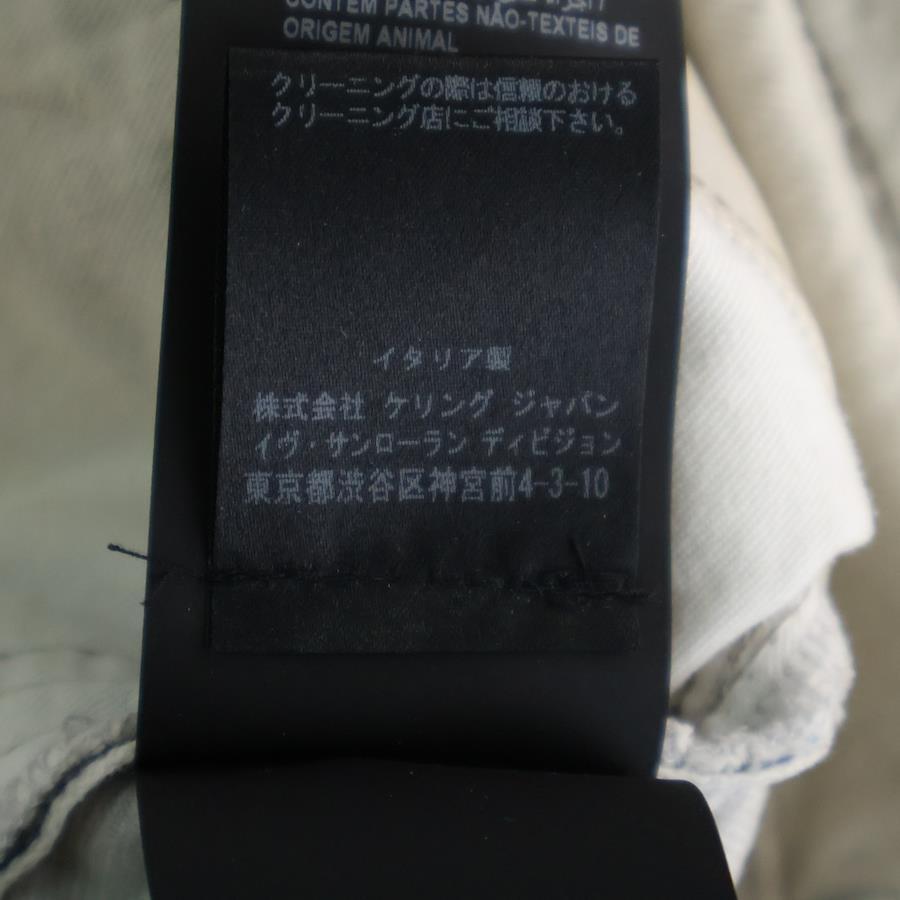 CONTÉM PARTES NÃO-TEXTEIS DE
ORIGEM ANIMAL
クリーニングの際は信頼のおける
クリーニング店にご相談下さい。
イタリア製
株式会社 ケリング ジャパン
イヴ・サンローラン ディビジョン
東京都渋谷区神宮前4-3-10